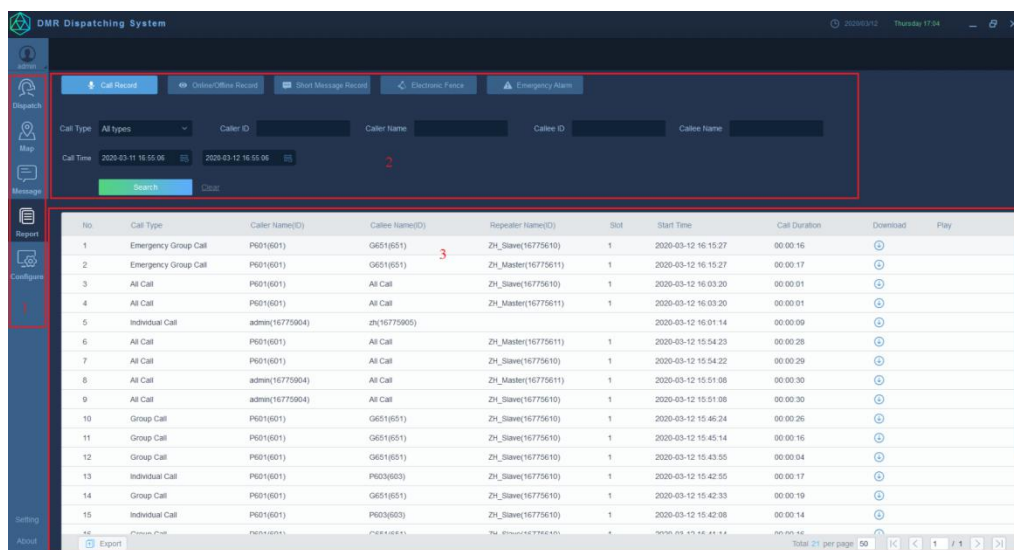 DMR Dispatching System 2020/03/12 Thursday 17:04
admin
Dispatch
Map
Message
Report
Configure
1
Setting
About
Call Record Online/Offline Record Short Message Record Electronic Fence Emergency Alarm
Call Type All types Caller ID Caller Name Callee ID Callee Name
Call Time 2020-03-11 16:55:06 2020-03-12 16:55:06
2
Search Clear
No. Call Type Caller Name(ID) Callee Name(ID) Repeater Name(ID) Slot Start Time Call Duration Download Play
1 Emergency Group Call P601(601) G651(651) ZH_Slave(16775610) 1 2020-03-12 16:15:27 00:00:16
3
2 Emergency Group Call P601(601) G651(651) ZH_Master(16775611) 1 2020-03-12 16:15:27 00:00:17
3 All Call P601(601) All Call ZH_Slave(16775610) 1 2020-03-12 16:03:20 00:00:01
4 All Call P601(601) All Call ZH_Master(16775611) 1 2020-03-12 16:03:20 00:00:01
5 Individual Call admin(16775904) zh(16775905) 2020-03-12 16:01:14 00:00:09
6 All Call P601(601) All Call ZH_Master(16775611) 1 2020-03-12 15:54:23 00:00:28
7 All Call P601(601) All Call ZH_Slave(16775610) 1 2020-03-12 15:54:22 00:00:29
8 All Call admin(16775904) All Call ZH_Master(16775611) 1 2020-03-12 15:51:08 00:00:30
9 All Call admin(16775904) All Call ZH_Slave(16775610) 1 2020-03-12 15:51:08 00:00:30
10 Group Call P601(601) G651(651) ZH_Slave(16775610) 1 2020-03-12 15:46:24 00:00:26
11 Group Call P601(601) G651(651) ZH_Slave(16775610) 1 2020-03-12 15:45:14 00:00:16
12 Group Call P601(601) G651(651) ZH_Slave(16775610) 1 2020-03-12 15:43:55 00:00:04
13 Individual Call P601(601) P603(603) ZH_Slave(16775610) 1 2020-03-12 15:42:55 00:00:17
14 Group Call P601(601) G651(651) ZH_Slave(16775610) 1 2020-03-12 15:42:33 00:00:19
15 Individual Call P601(601) P603(603) ZH_Slave(16775610) 1 2020-03-12 15:42:08 00:00:14
Export Total 21 per page 50 1 / 1